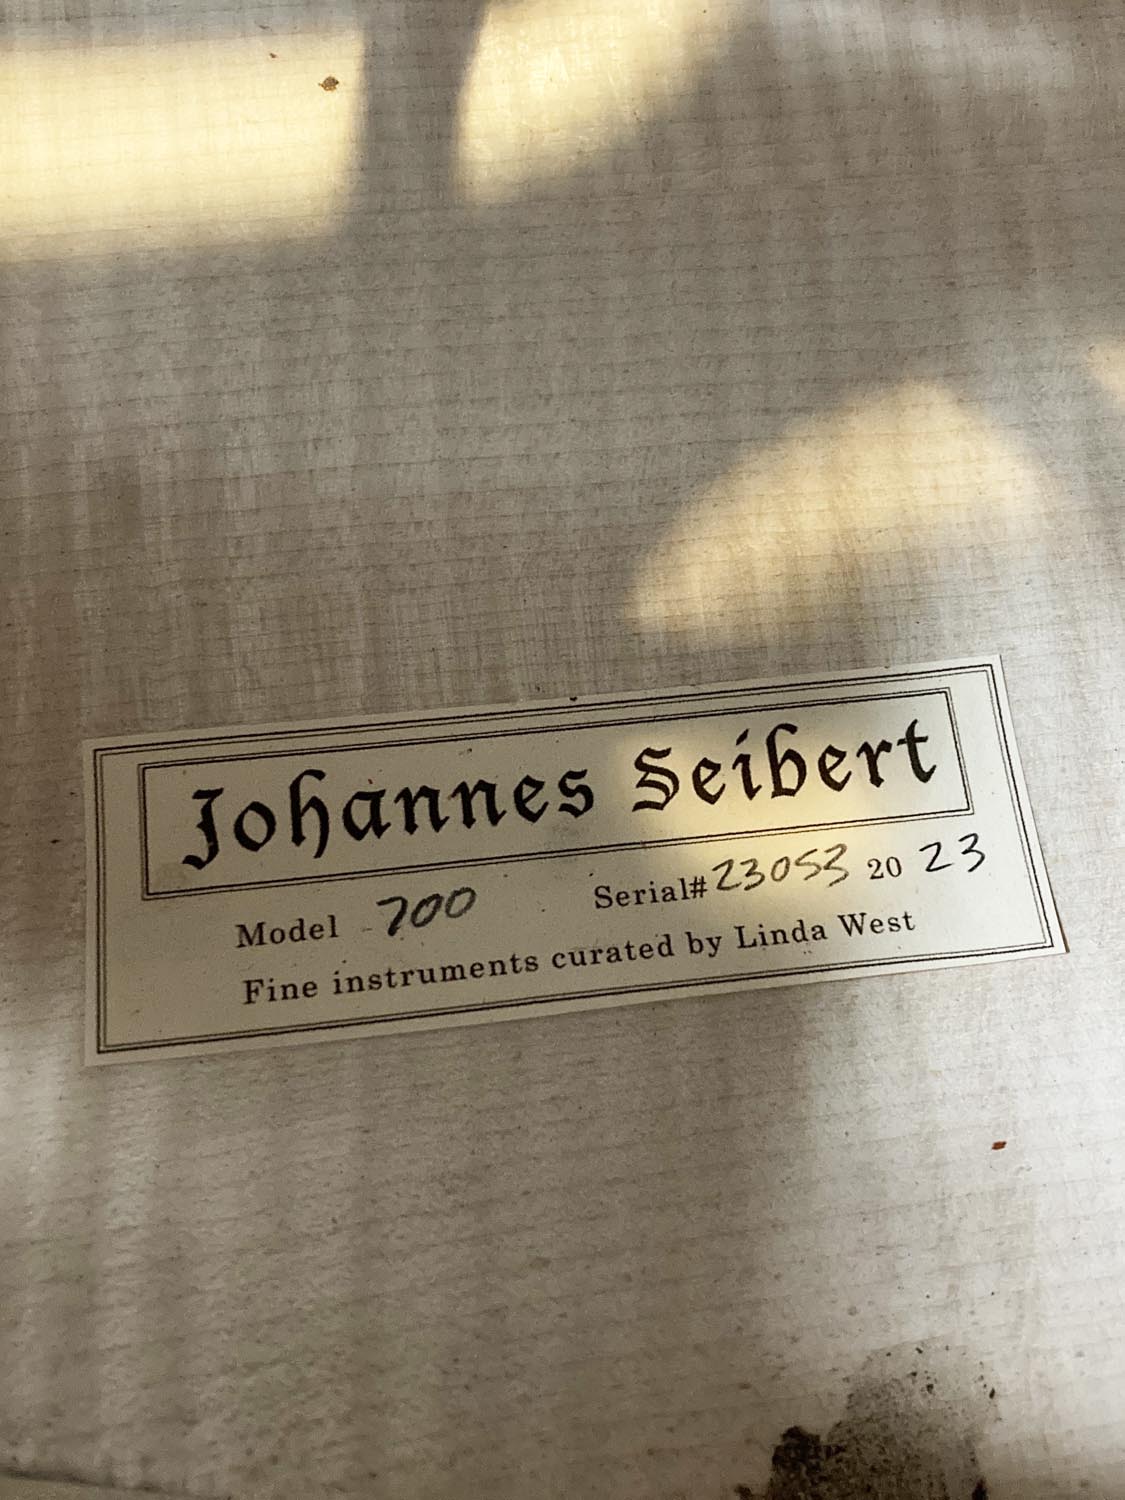 Johannes Seibert
Model 700 Serial# 23053 20 23
Fine instruments curated by Linda West